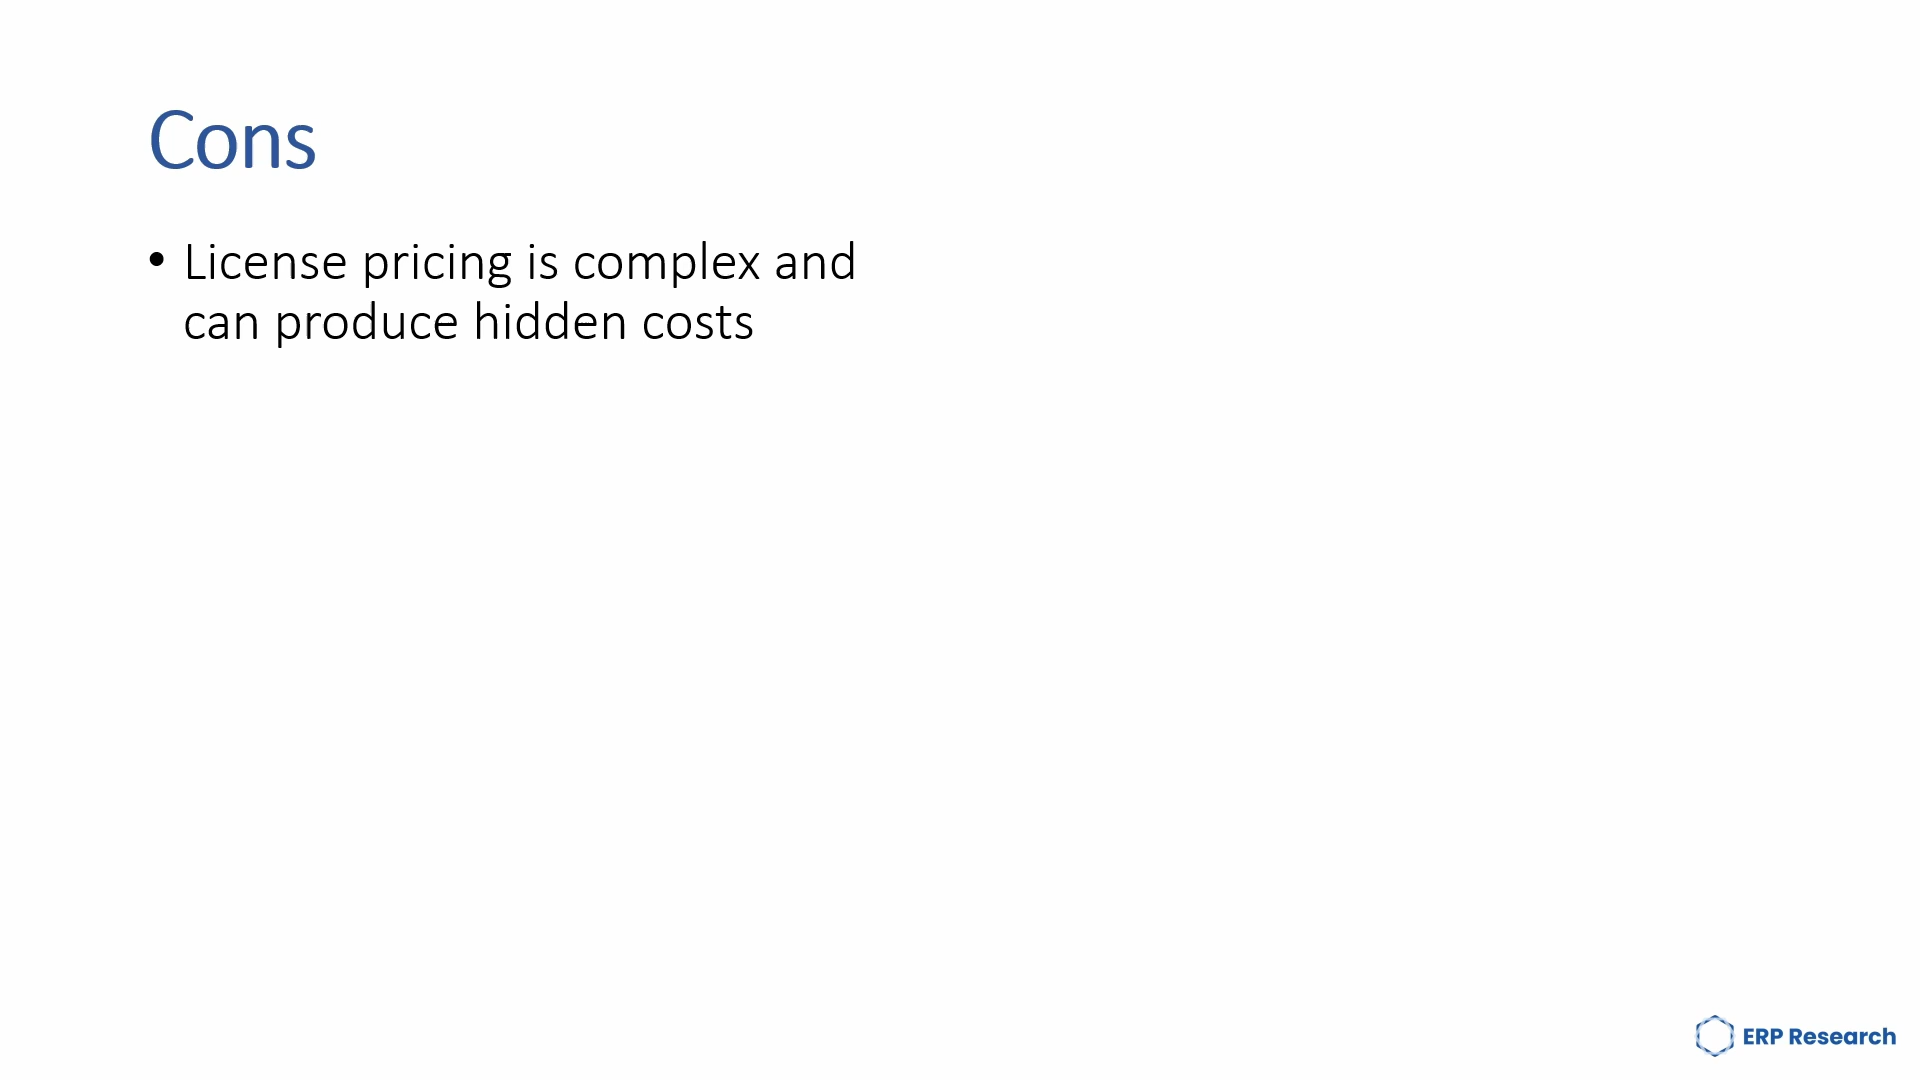 Cons
• License pricing is complex and
can produce hidden costs
ERP Research